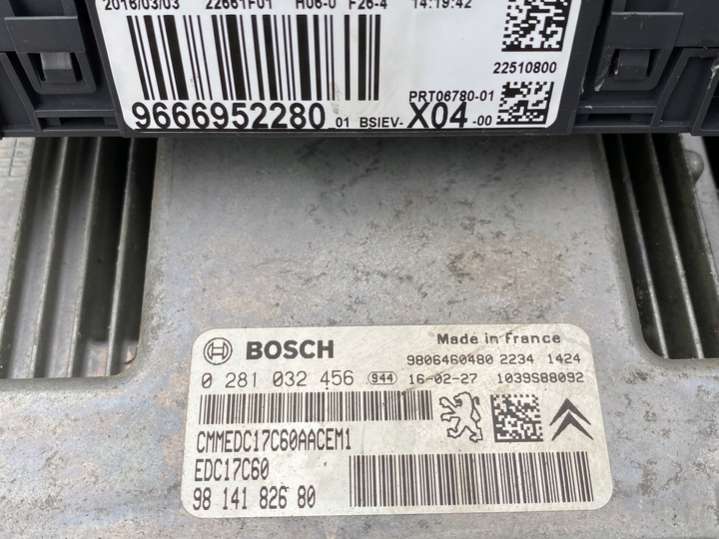 2016/03/03 22661F01 H06-0 F26-4 14:19:42
22510800
PRT06780-01
9666952280_01 BSIEV- X04 -00
BOSCH Made in France
9806460480 2234 1424
0 281 032 456 944 16-02-27 1039S88092
CMMEDC17C60AACEM1
EDC17C60
98 141 826 80